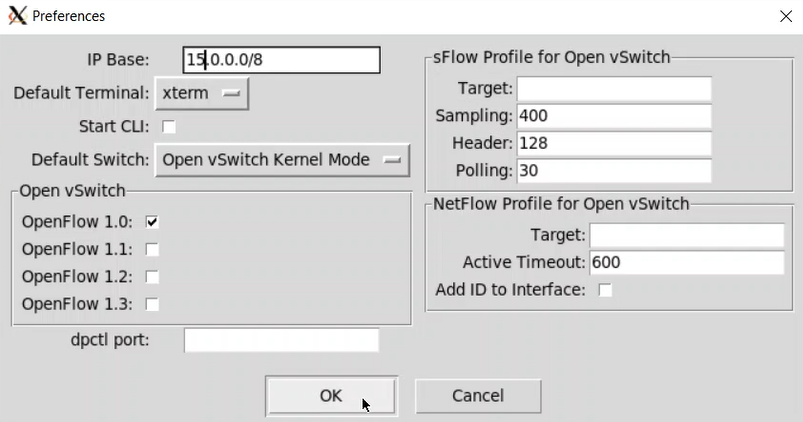 Preferences
IP Base: 15.0.0.0/8
Default Terminal: xterm
Start CLI:
Default Switch: Open vSwitch Kernel Mode
Open vSwitch
OpenFlow 1.0:
OpenFlow 1.1:
OpenFlow 1.2:
OpenFlow 1.3:
dpctl port:
sFlow Profile for Open vSwitch
Target:
Sampling: 400
Header: 128
Polling: 30
NetFlow Profile for Open vSwitch
Target:
Active Timeout: 600
Add ID to Interface:
OK
Cancel